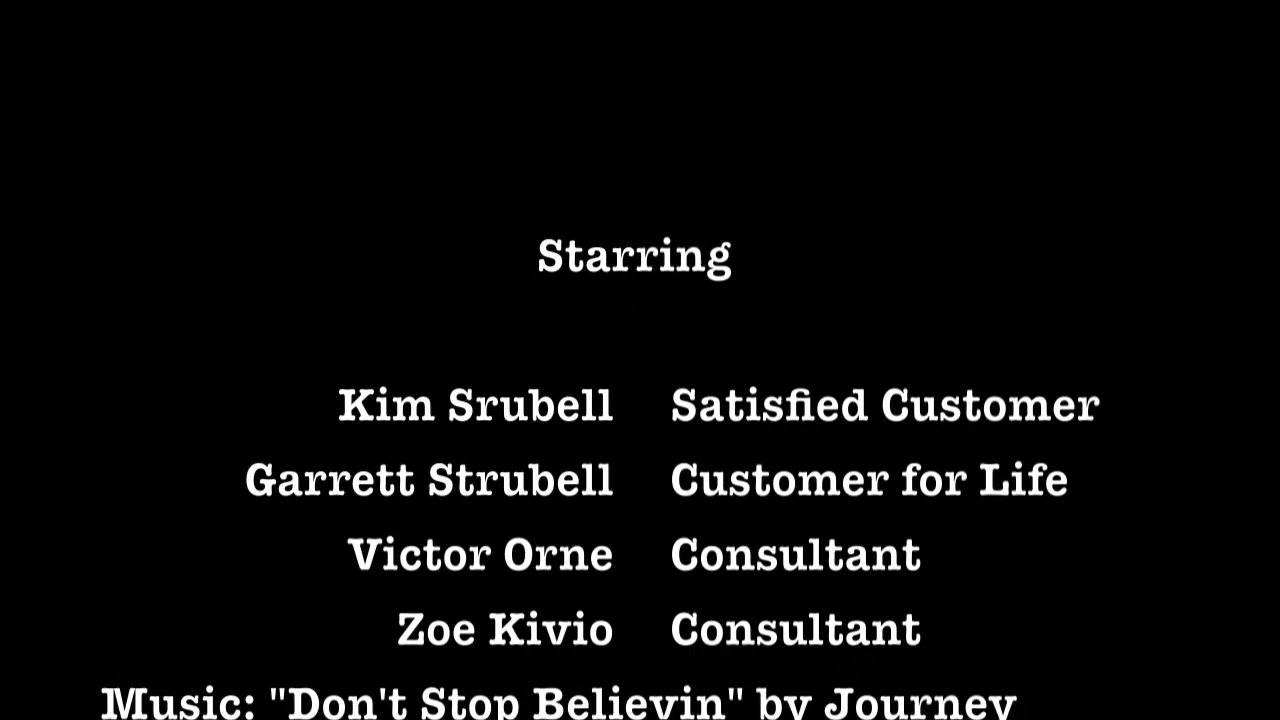 Starring
Kim Srubell Satisfied Customer
Garrett Strubell Customer for Life
Victor Orne Consultant
Zoe Kivio Consultant
Music: "Don't Stop Believin" by Journey